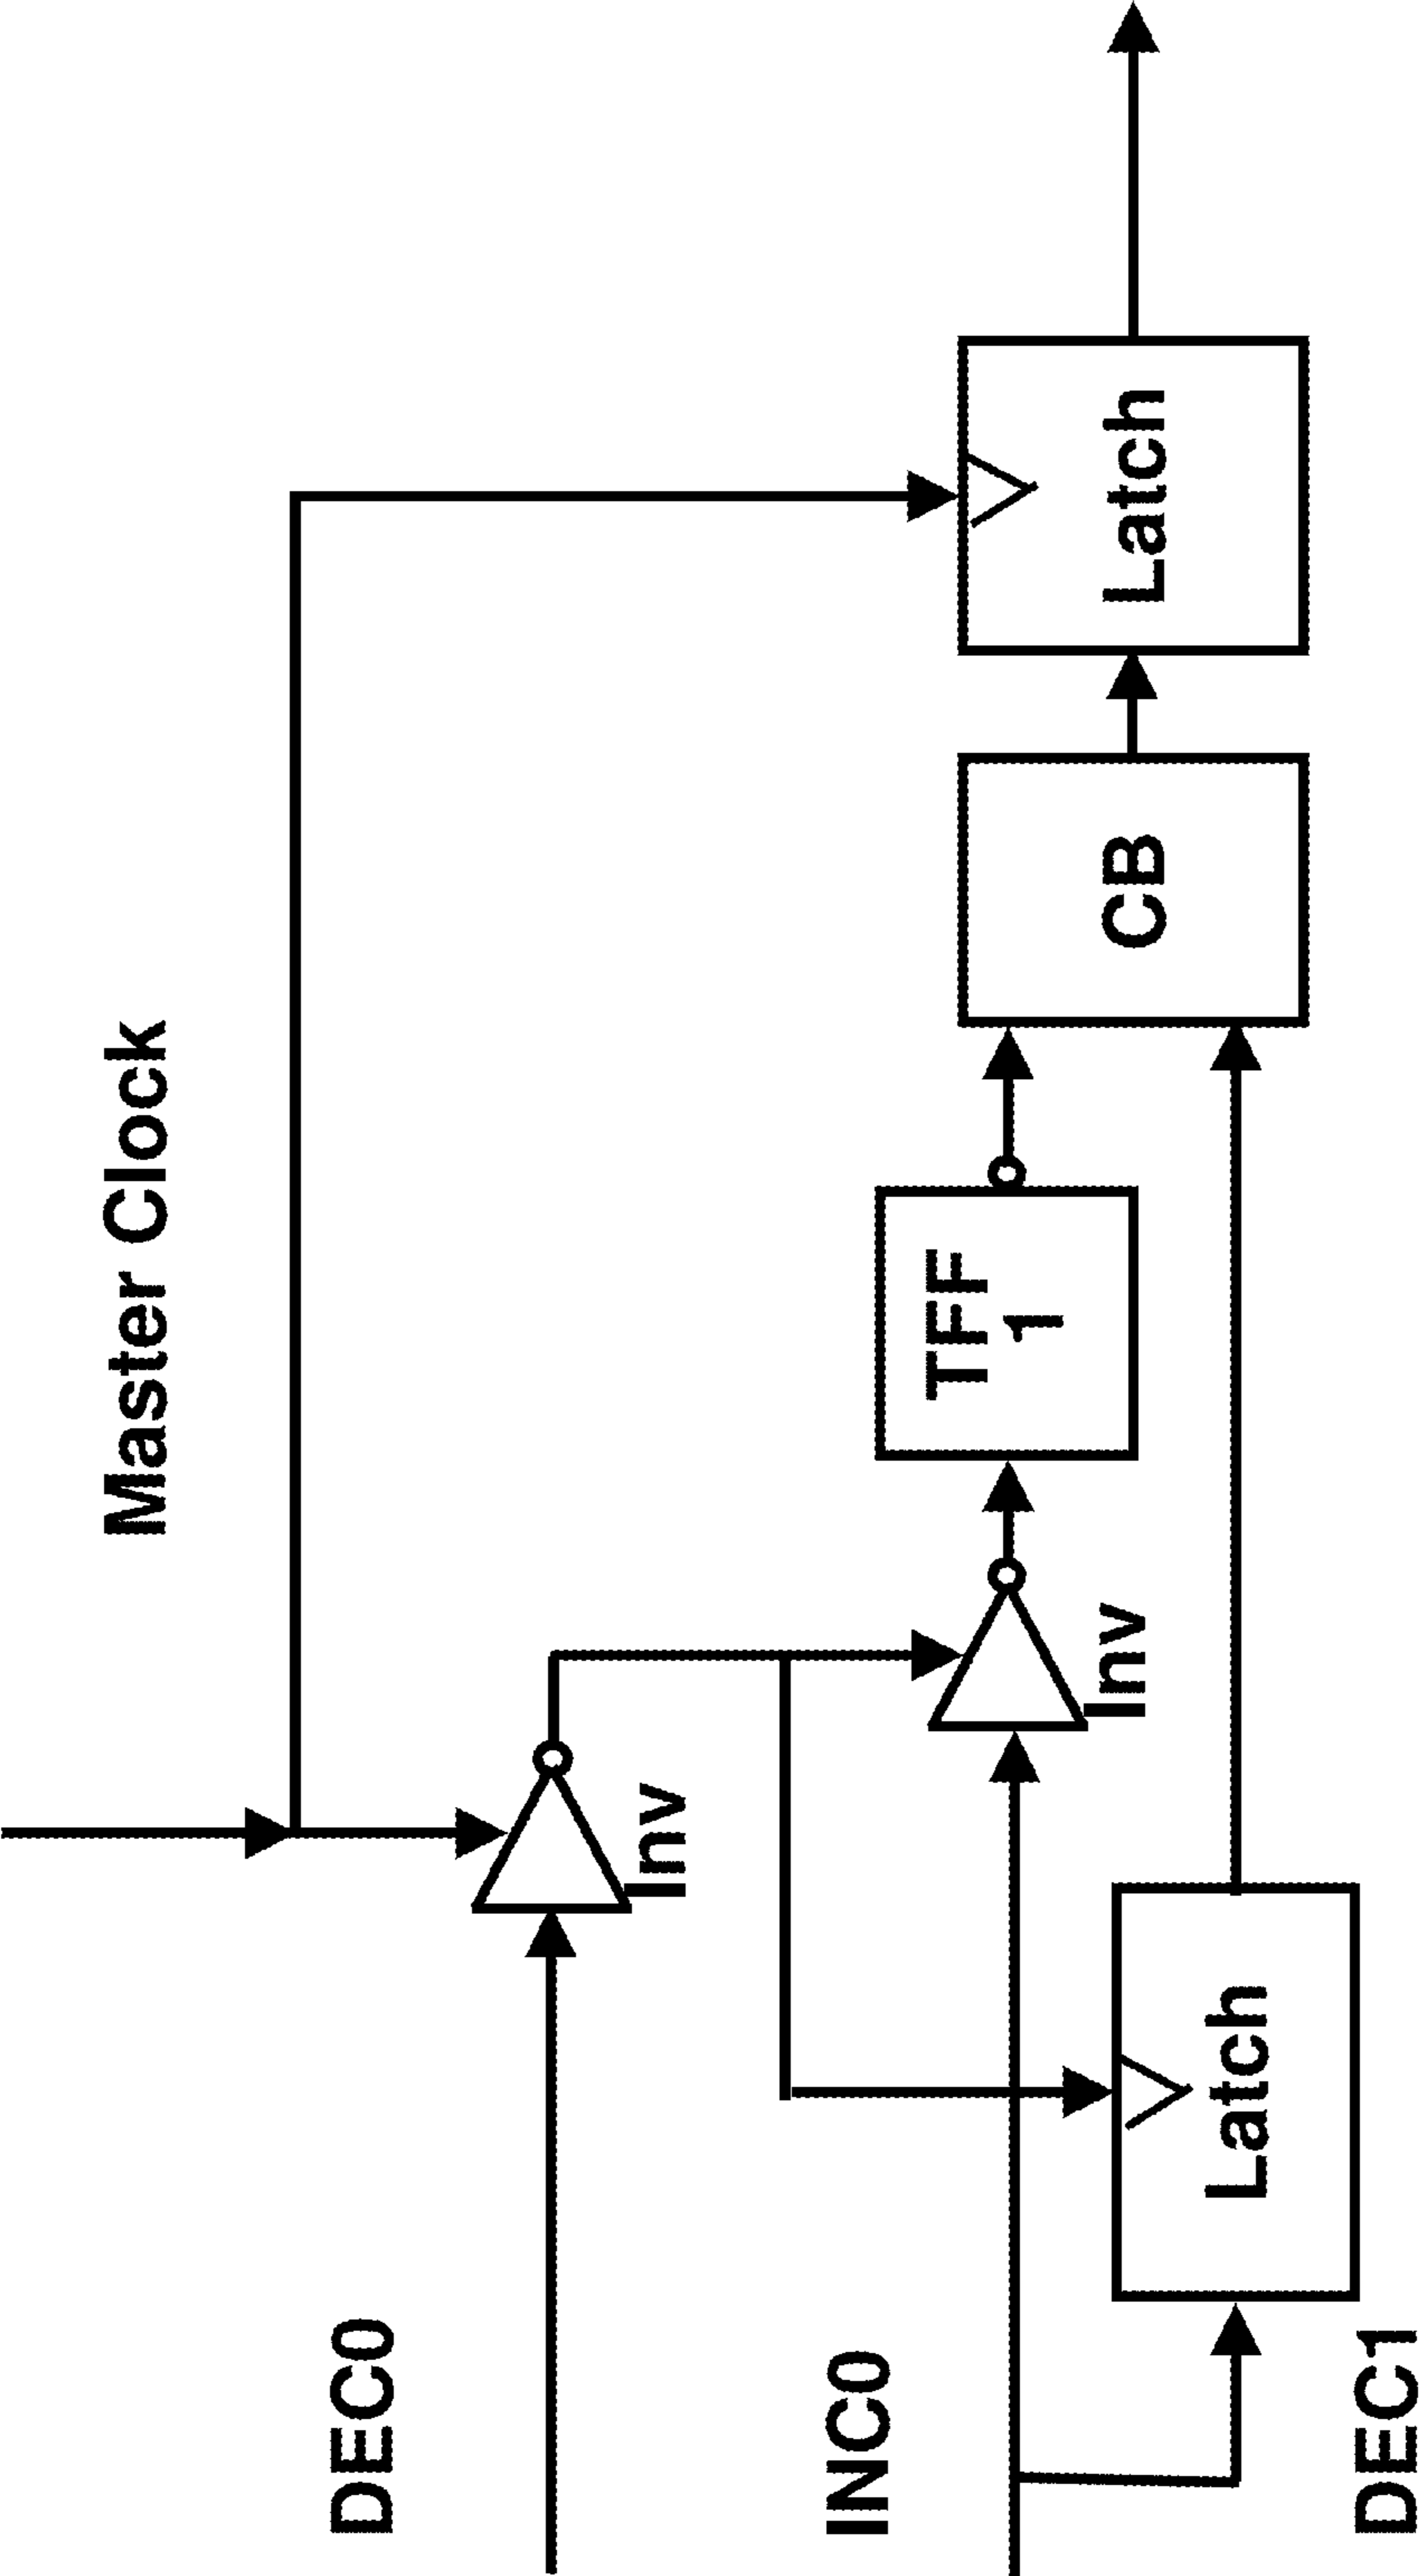 Master Clock
DEC0
Inv
INC0
Inv
TFF
1
CB
Latch
Latch
DEC1